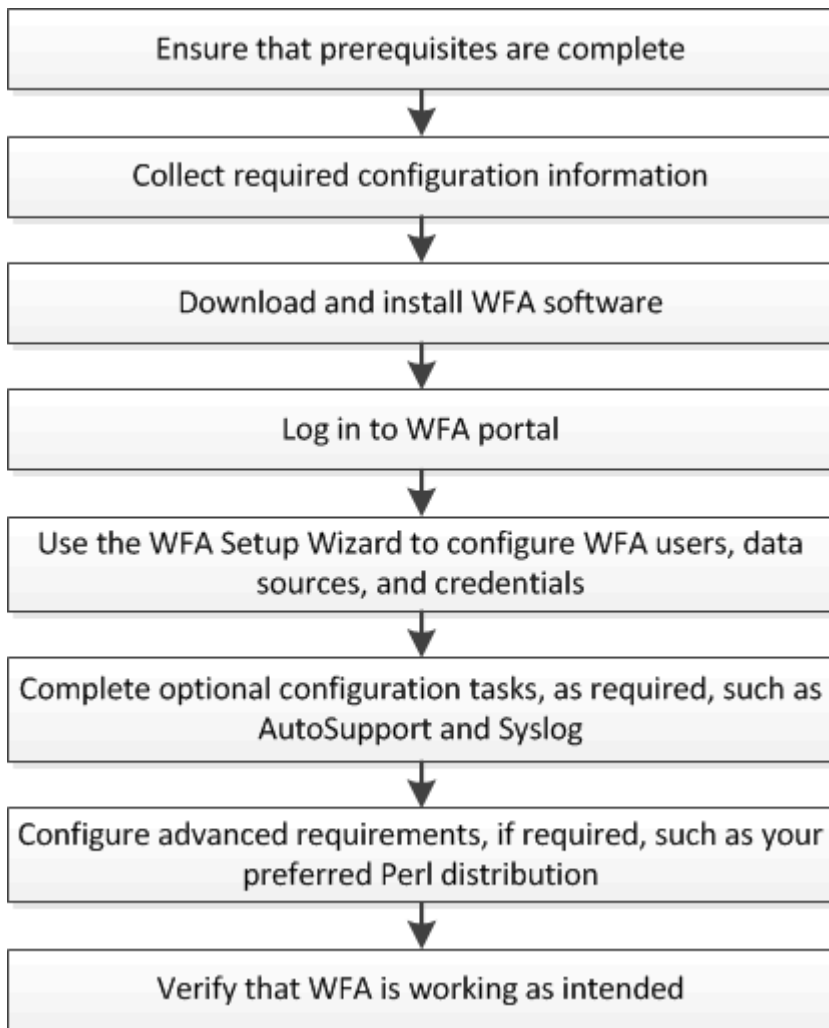 Ensure that prerequisites are complete
Collect required configuration information
Download and install WFA software
Log in to WFA portal
Use the WFA Setup Wizard to configure WFA users, data
sources, and credentials
Complete optional configuration tasks, as required, such as
AutoSupport and Syslog
Configure advanced requirements, if required, such as your
preferred Perl distribution
Verify that WFA is working as intended